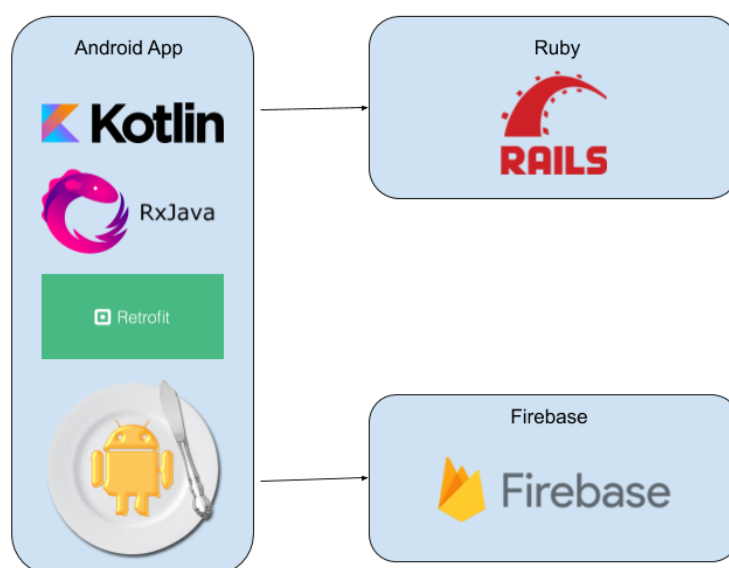 Android App
Kotlin
RxJava
Retrofit
Ruby
RAILS
Firebase
Firebase